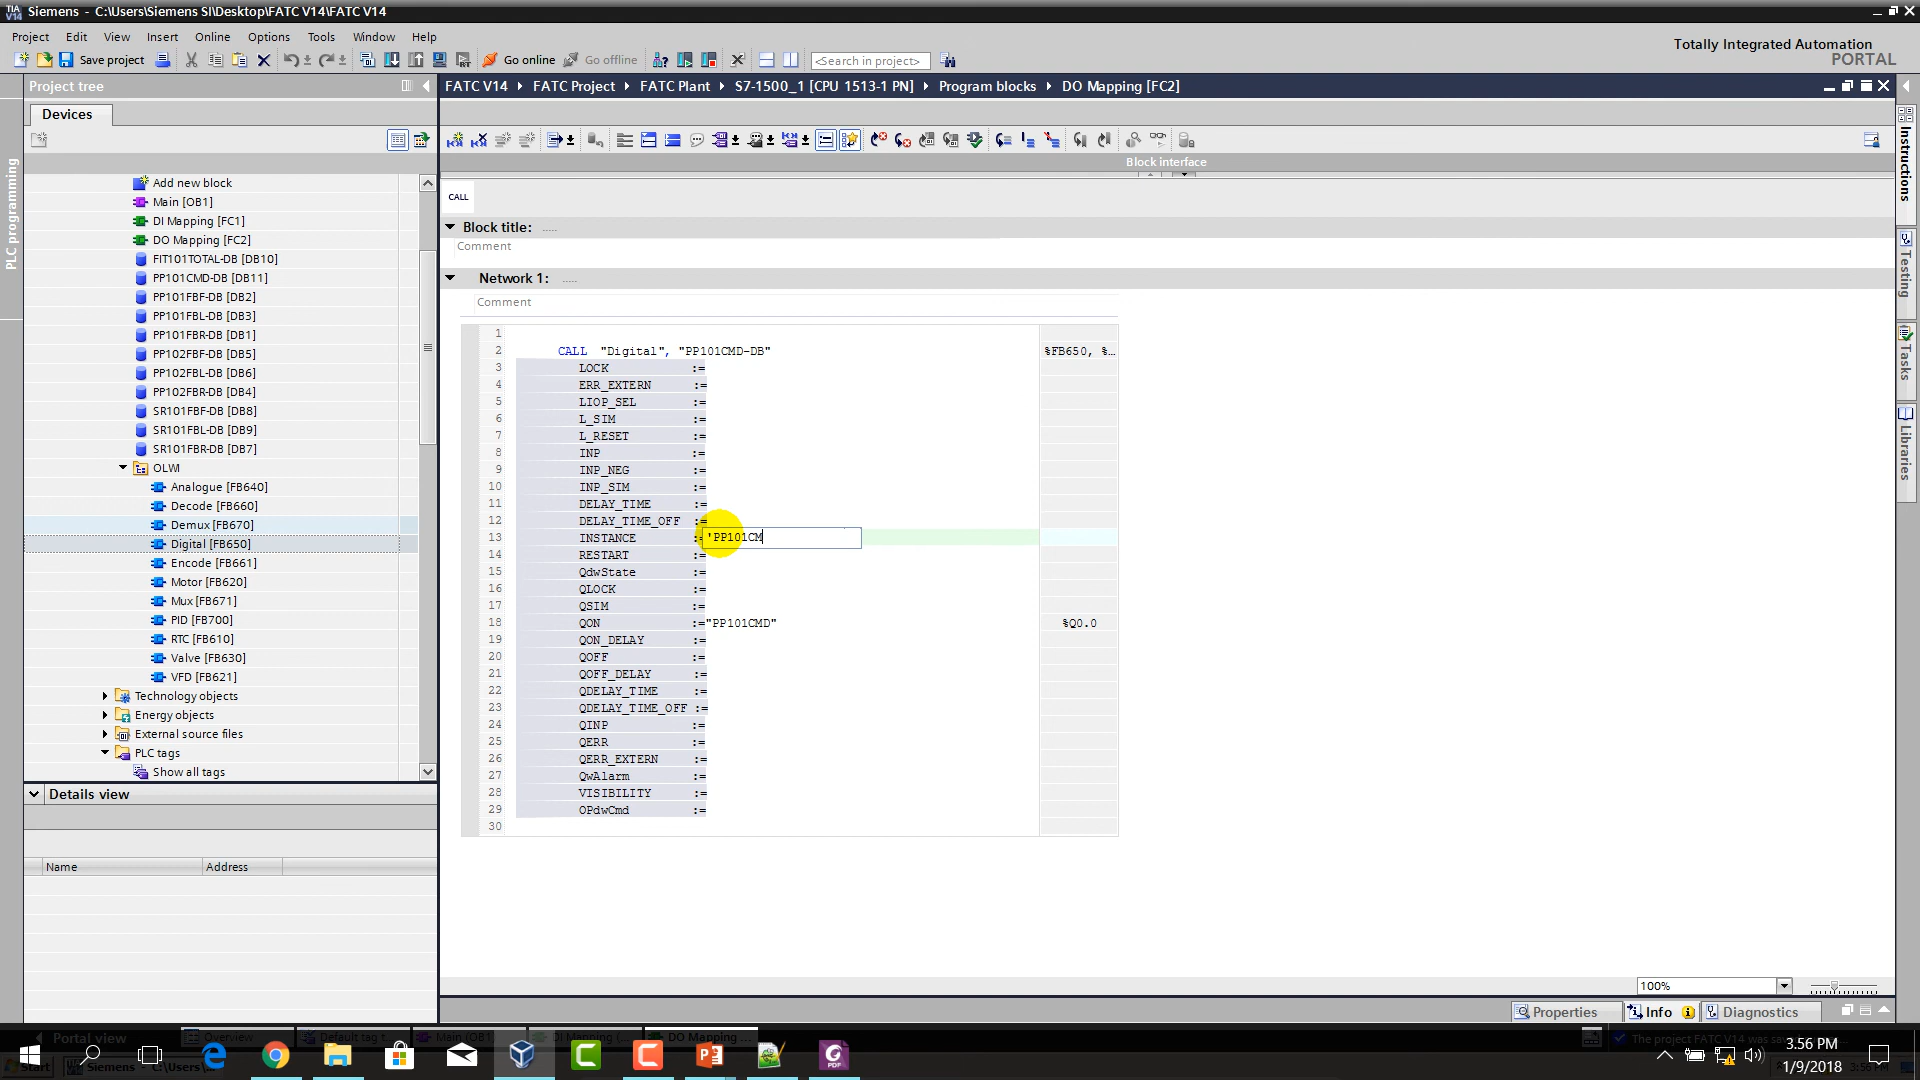 Siemens - C:\Users\Siemens SI\Desktop\FATC V14\FATC V14
Project Edit View Insert Online Options Tools Window Help
Totally Integrated Automation
PORTAL
Save project
Go online
Go offline
<Search in project>
Project tree
FATC V14 FATC Project FATC Plant S7-1500_1 [CPU 1513-1 PN] Program blocks DO Mapping [FC2]
Devices
PLC programming
Block interface
Instructions
Testing
Tasks
Libraries
Add new block
Main [OB1]
DI Mapping [FC1]
DO Mapping [FC2]
FIT101TOTAL-DB [DB10]
PP101CMD-DB [DB11]
PP101FBF-DB [DB2]
PP101FBL-DB [DB3]
PP101FBR-DB [DB1]
PP102FBF-DB [DB5]
PP102FBL-DB [DB6]
PP102FBR-DB [DB4]
SR101FBF-DB [DB8]
SR101FBL-DB [DB9]
SR101FBR-DB [DB7]
OLWI
Analogue [FB640]
Decode [FB660]
Demux [FB670]
Digital [FB650]
Encode [FB661]
Motor [FB620]
Mux [FB671]
PID [FB700]
RTC [FB610]
Valve [FB630]
VFD [FB621]
Technology objects
Energy objects
External source files
PLC tags
Show all tags
Details view
Name Address
CALL
Block title: .....
Comment
Network 1: .....
Comment
1
2 CALL "Digital", "PP101CMD-DB" %FB650, %...
3 LOCK :=
4 ERR_EXTERN :=
5 LIOP_SEL :=
6 L_SIM :=
7 L_RESET :=
8 INP :=
9 INP_NEG :=
10 INP_SIM :=
11 DELAY_TIME :=
12 DELAY_TIME_OFF :=
13 INSTANCE := 'PP101CM
14 RESTART :=
15 QdwState :=
16 QLOCK :=
17 QSIM :=
18 QON :="PP101CMD" %Q0.0
19 QON_DELAY :=
20 QOFF :=
21 QOFF_DELAY :=
22 QDELAY_TIME :=
23 QDELAY_TIME_OFF :=
24 QINP :=
25 QERR :=
26 QERR_EXTERN :=
27 QwAlarm :=
28 VISIBILITY :=
29 OPdwCmd :=
30
100%
Properties Info Diagnostics
Portal view Overview Main (OB1) DO Mapping ...
Start Siemens - C:\Users\S...
3:56 PM
1/9/2018